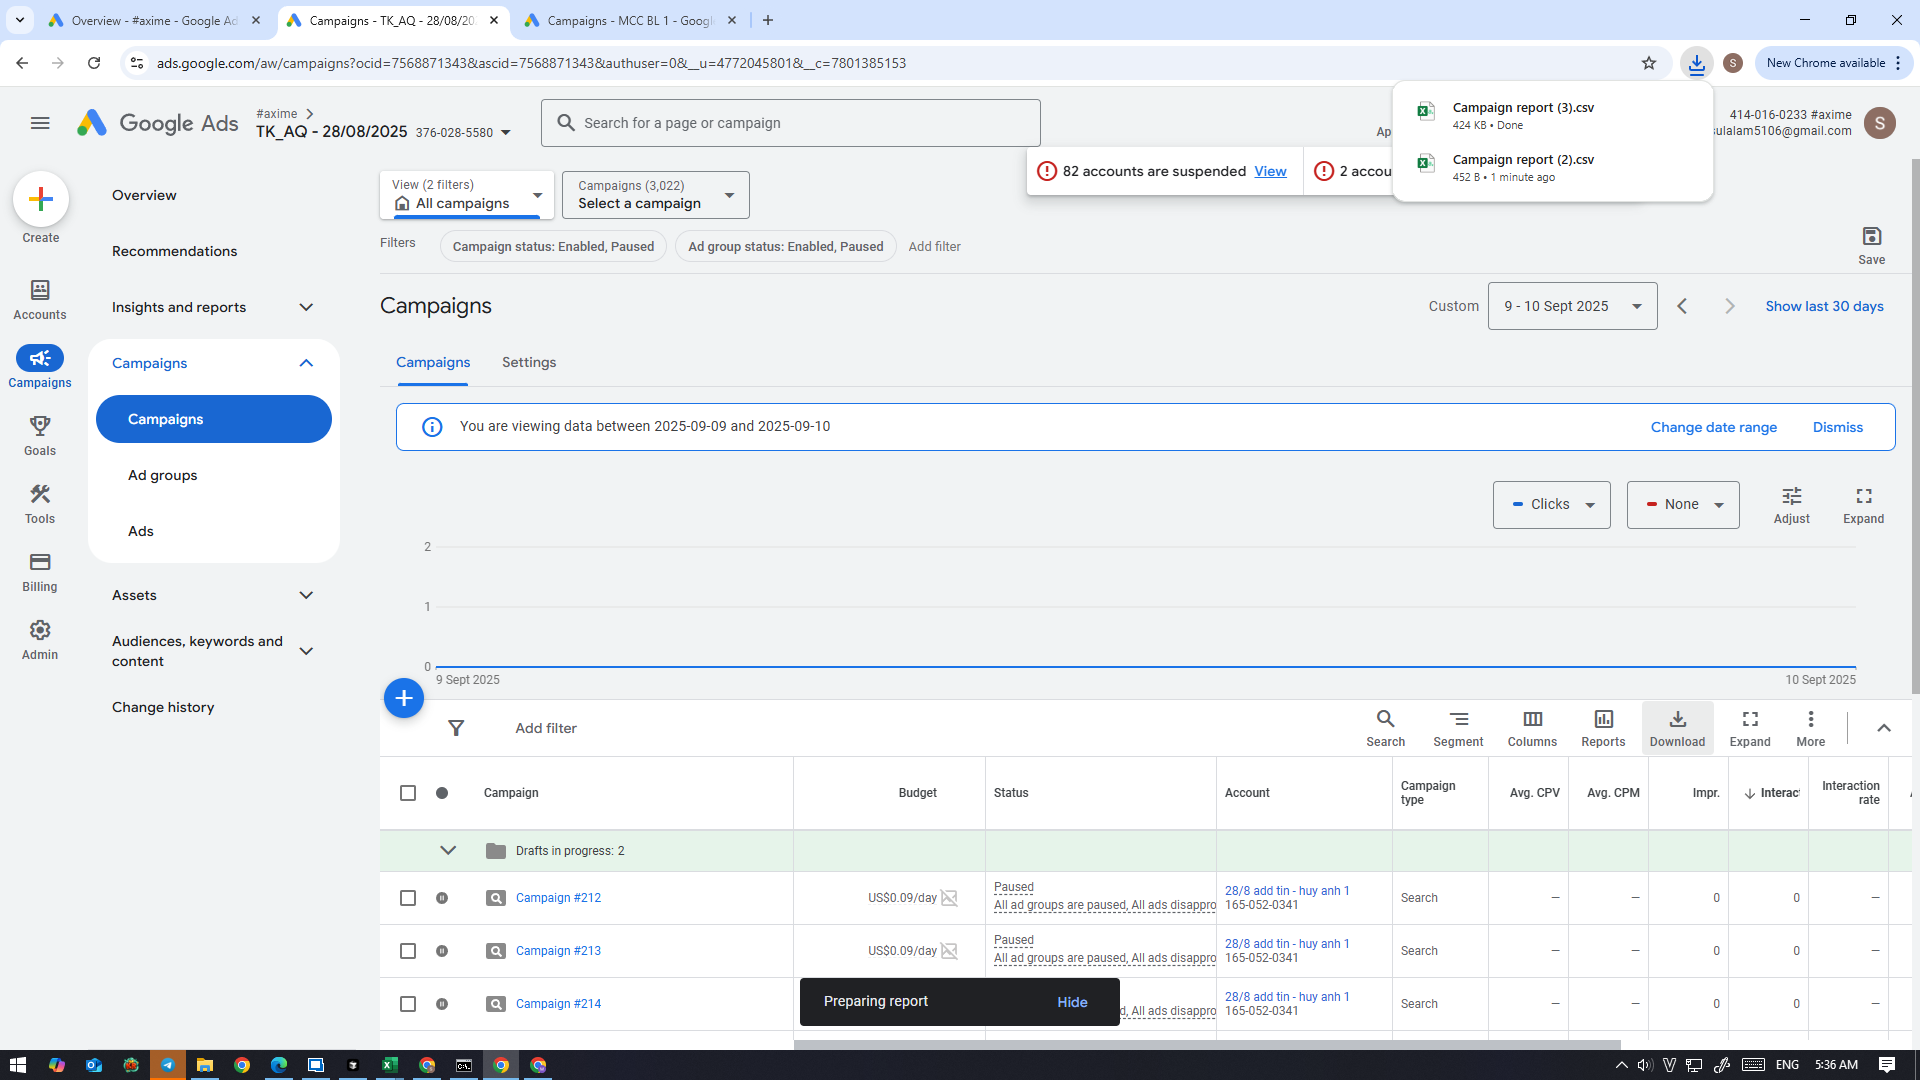 Overview - #axime - Google Ad
Campaigns - TK_AQ - 28/08/20
Campaigns - MCC BL 1 - Googl
ads.google.com/aw/campaigns?ocid=7568871343&ascid=7568871343&authuser=0&__u=4772045801&__c=7801385153
S
New Chrome available
Google Ads
#axime
TK_AQ - 28/08/2025 376-028-5580
Search for a page or campaign
Ap
Campaign report (3).csv
424 KB • Done
Campaign report (2).csv
452 B • 1 minute ago
414-016-0233 #axime
sulalam5106@gmail.com
S
82 accounts are suspended View
2 accou
Create
Accounts
Campaigns
Goals
Tools
Billing
Admin
Overview
Recommendations
Insights and reports
Campaigns
Campaigns
Ad groups
Ads
Assets
Audiences, keywords and
content
Change history
View (2 filters)
All campaigns
Campaigns (3,022)
Select a campaign
Filters
Campaign status: Enabled, Paused
Ad group status: Enabled, Paused
Add filter
Save
Campaigns
Custom
9 - 10 Sept 2025
Show last 30 days
Campaigns
Settings
You are viewing data between 2025-09-09 and 2025-09-10
Change date range
Dismiss
Clicks
None
Adjust
Expand
2
1
0
9 Sept 2025
10 Sept 2025
Add filter
Search
Segment
Columns
Reports
Download
Expand
More
Campaign
Budget
Status
Account
Campaign
type
Avg. CPV
Avg. CPM
Impr.
Interac
Interaction
rate
Drafts in progress: 2
Campaign #212
US$0.09/day
Paused
All ad groups are paused, All ads disappro
28/8 add tin - huy anh 1
165-052-0341
Search
—
—
0
0
—
Campaign #213
US$0.09/day
Paused
All ad groups are paused, All ads disappro
28/8 add tin - huy anh 1
165-052-0341
Search
—
—
0
0
—
Campaign #214
d, All ads disappro
28/8 add tin - huy anh 1
165-052-0341
Search
—
—
0
0
—
Preparing report
Hide
ENG
5:36 AM